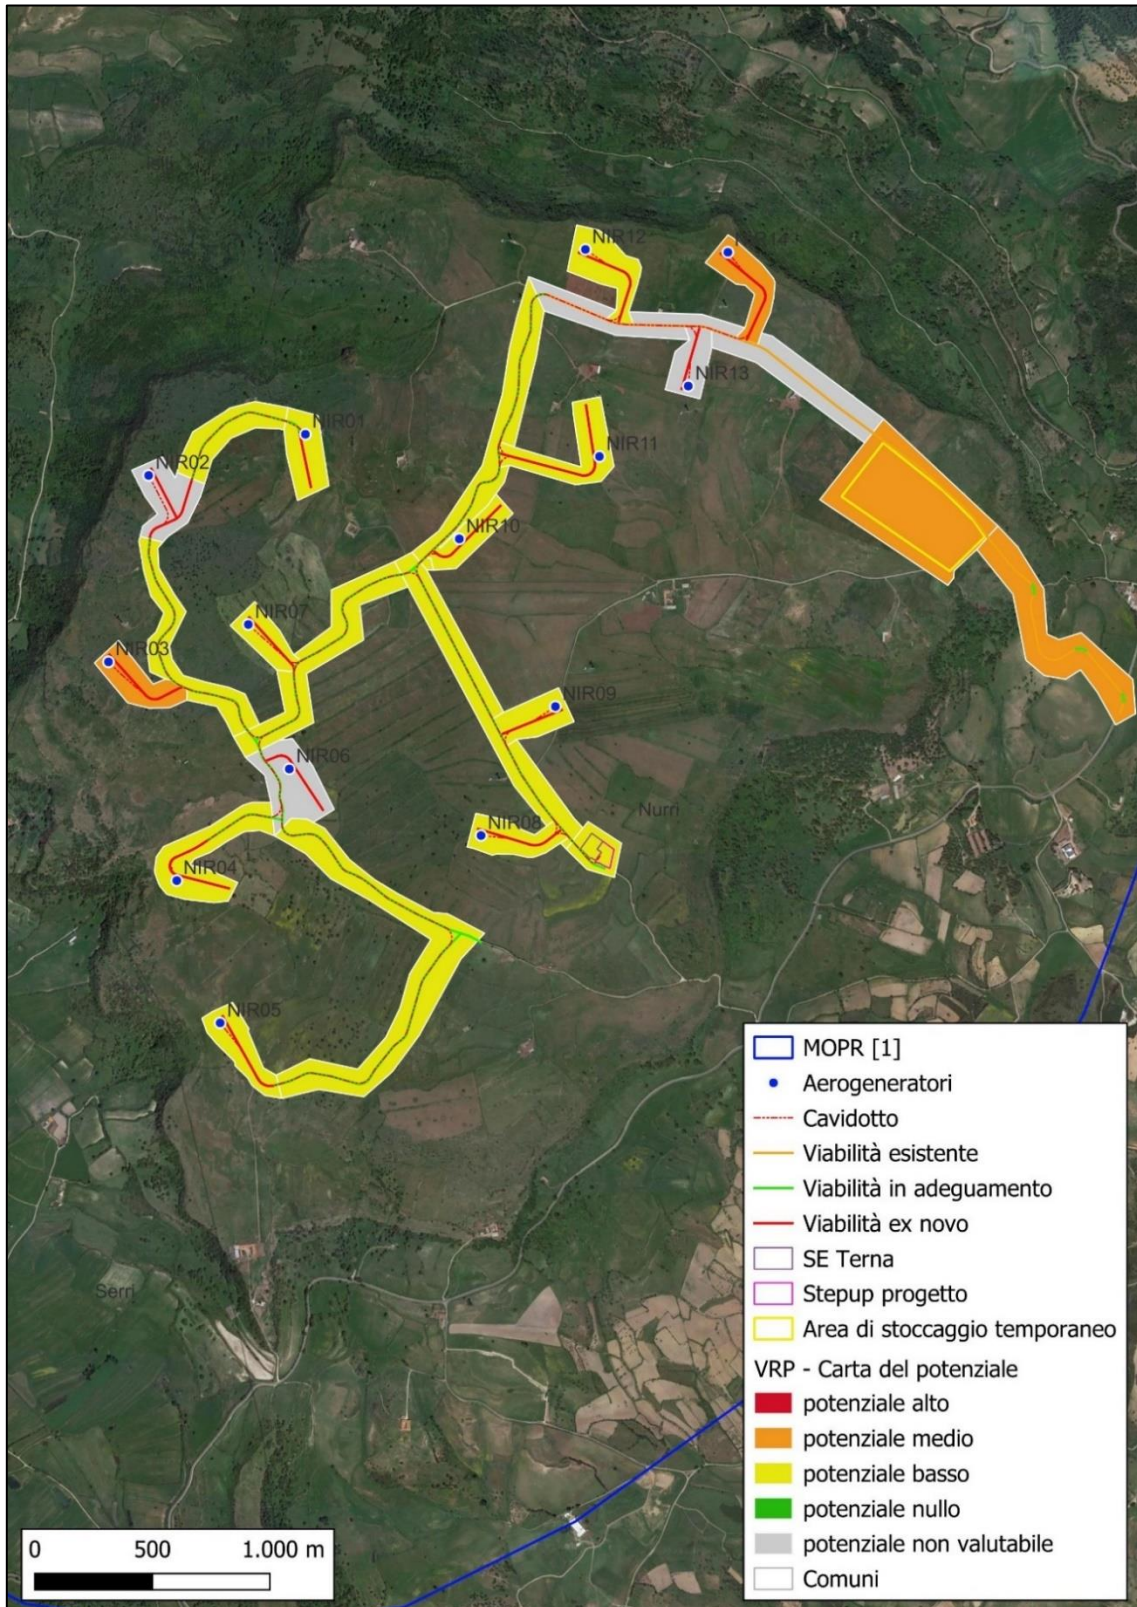 NIR12
NIR14
NIR13
NIR01
NIR11
NIR02
NIR10
NIR07
NIR03
NIR09
NIR06
Nurri
NIR08
NIR04
NIR05
Serri
MOPR [1]
Aerogeneratori
Cavidotto
Viabilità esistente
Viabilità in adeguamento
Viabilità ex novo
SE Terna
Stepup progetto
Area di stoccaggio temporaneo
VRP - Carta del potenziale
potenziale alto
potenziale medio
potenziale basso
potenziale nullo
potenziale non valutabile
Comuni
0 500 1.000 m